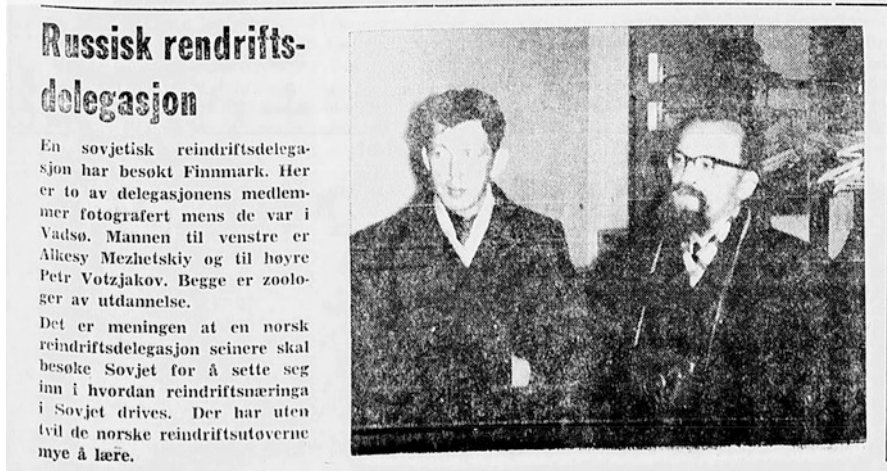 Russisk rendrifts-
delegasjon
En sovjetisk reindriftsdelega-
sjon har besøkt Finnmark. Her
er to av delegasjonens medlem-
mer fotografert mens de var i
Vadsø. Mannen til venstre er
Alkesy Mezhetskiy og til høyre
Petr Votzjakov. Begge er zoolo-
ger av utdannelse.
Det er meningen at en norsk
reindriftsdelegasjon seinere skal
besøke Sovjet for å sette seg
inn i hvordan reindriftsnæringa
i Sovjet drives. Der har uten
tvil de norske reindriftsutøverne
mye å lære.